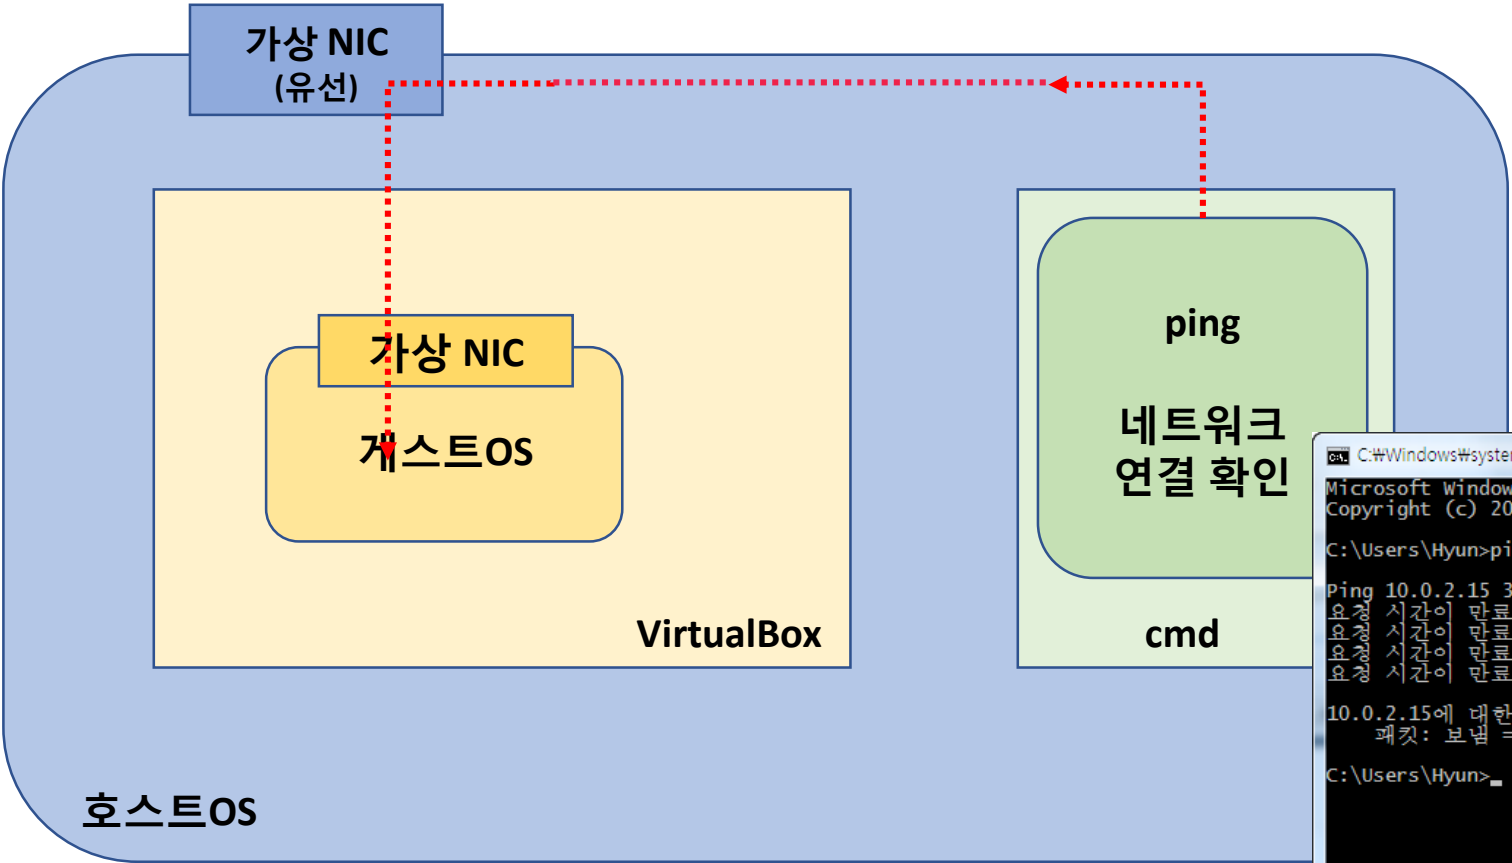 가상 NIC
(유선)
가상 NIC
게스트OS
VirtualBox
ping
네트워크
연결 확인
cmd
호스트OS
C:₩Windows₩system
Microsoft Window
Copyright (c) 20
C:\Users\Hyun>pi
Ping 10.0.2.15 3
요청 시간이 만료
요청 시간이 만료
요청 시간이 만료
요청 시간이 만료
10.0.2.15에 대한
패킷: 보냄 =
C:\Users\Hyun>_